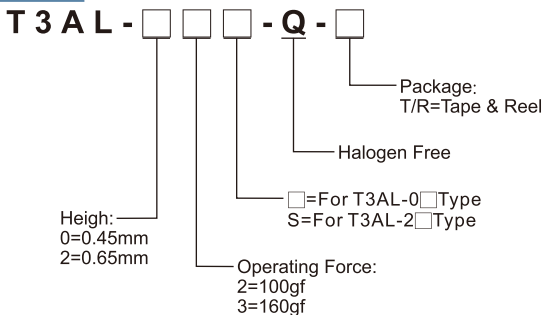 T3AL-□□□-Q-□
Package:
T/R=Tape & Reel
Halogen Free
□=For T3AL-0□Type
S=For T3AL-2□Type
Heigh:
0=0.45mm
2=0.65mm
Operating Force:
2=100gf
3=160gf